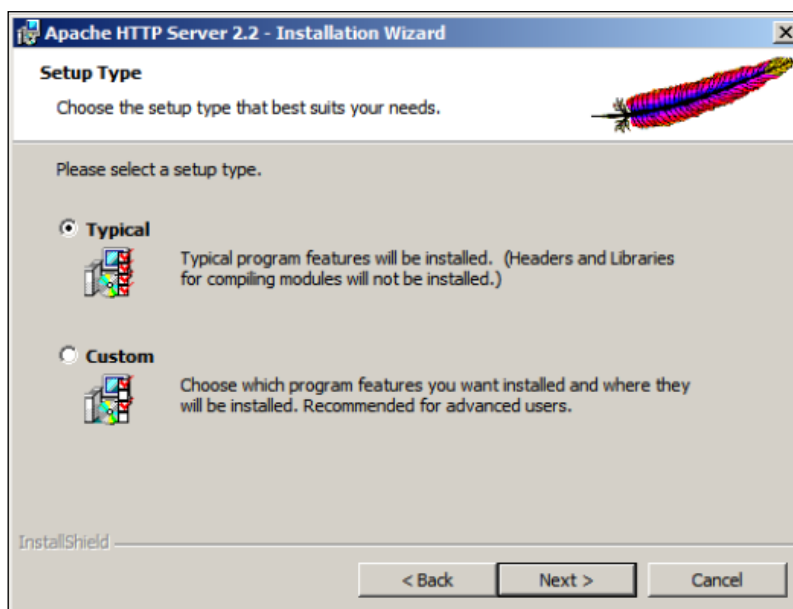 Apache HTTP Server 2.2 - Installation Wizard
Setup Type
Choose the setup type that best suits your needs.
Please select a setup type.
Typical
Typical program features will be installed. (Headers and Libraries
for compiling modules will not be installed.)
Custom
Choose which program features you want installed and where they
will be installed. Recommended for advanced users.
InstallShield
< Back
Next >
Cancel